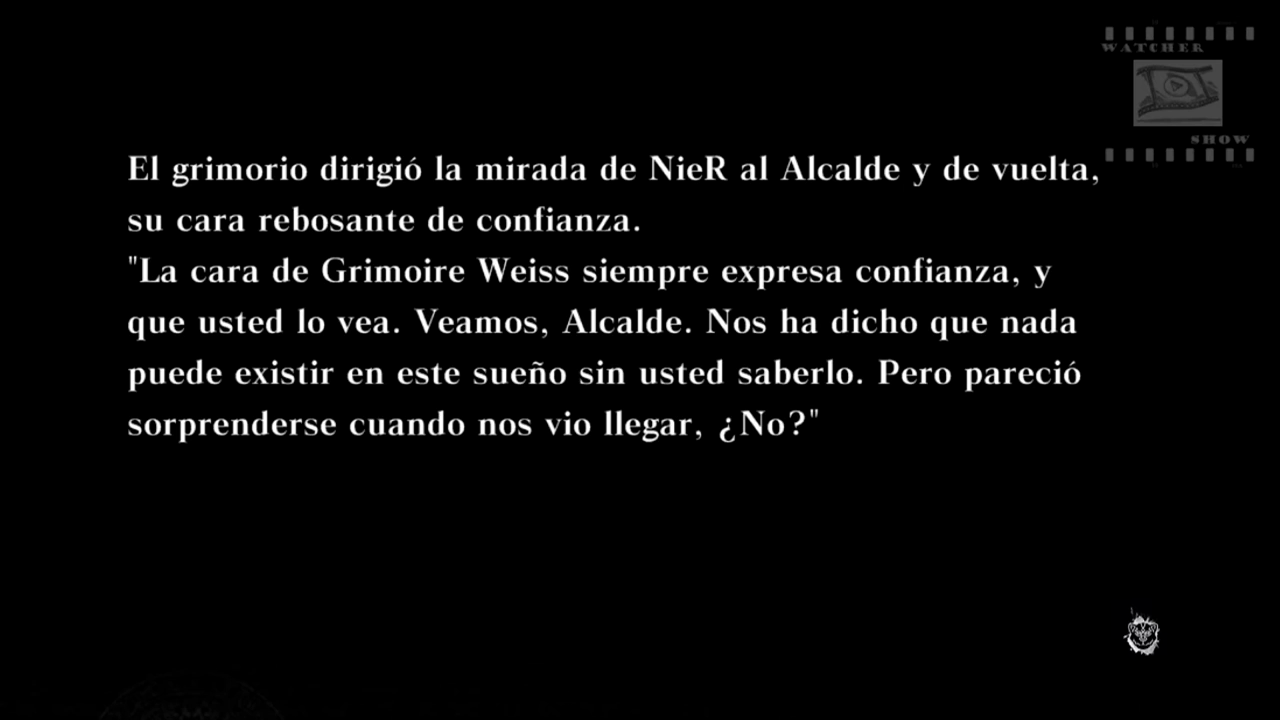 WATCHER
SHOW
El grimorio dirigió la mirada de NieR al Alcalde y de vuelta,
su cara rebosante de confianza.
"La cara de Grimoire Weiss siempre expresa confianza, y
que usted lo vea. Veamos, Alcalde. Nos ha dicho que nada
puede existir en este sueño sin usted saberlo. Pero pareció
sorprenderse cuando nos vio llegar, ¿No?"